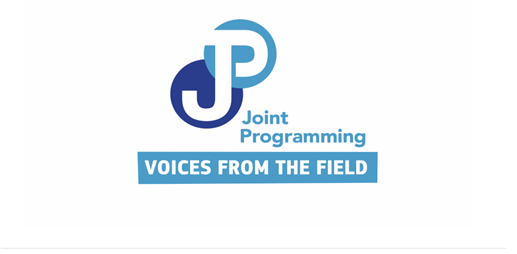 JP
Joint
Programming
VOICES FROM THE FIELD